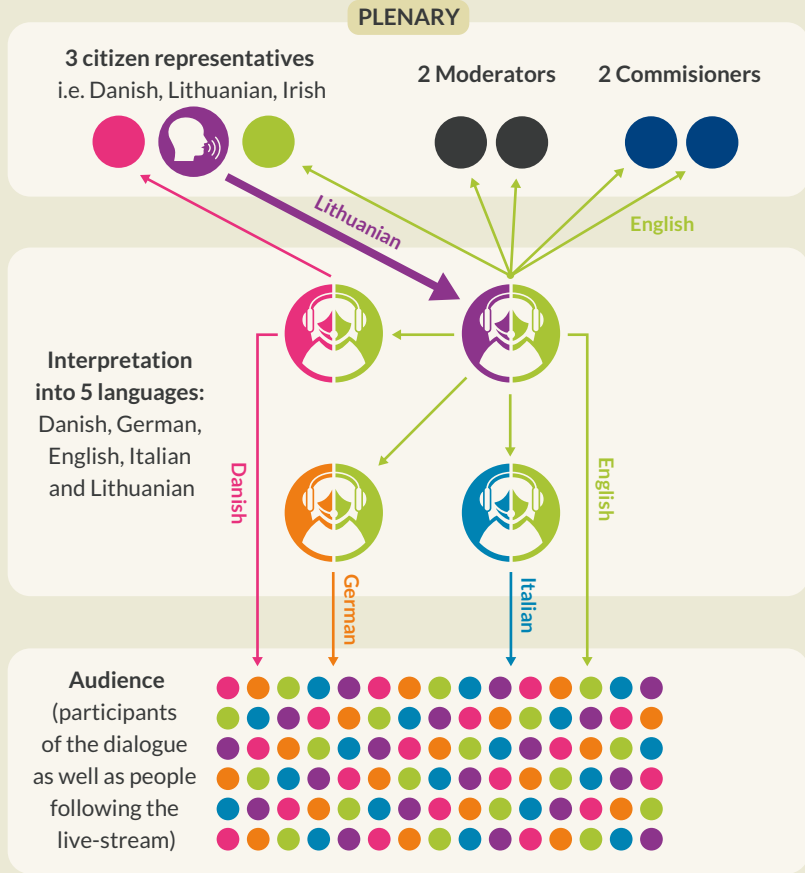 PLENARY
3 citizen representatives
i.e. Danish, Lithuanian, Irish
2 Moderators
2 Commisioners
Lithuanian
English
Interpretation
into 5 languages:
Danish, German,
English, Italian
and Lithuanian
Danish
English
German
Italian
Audience
(participants
of the dialogue
as well as people
following the
live-stream)